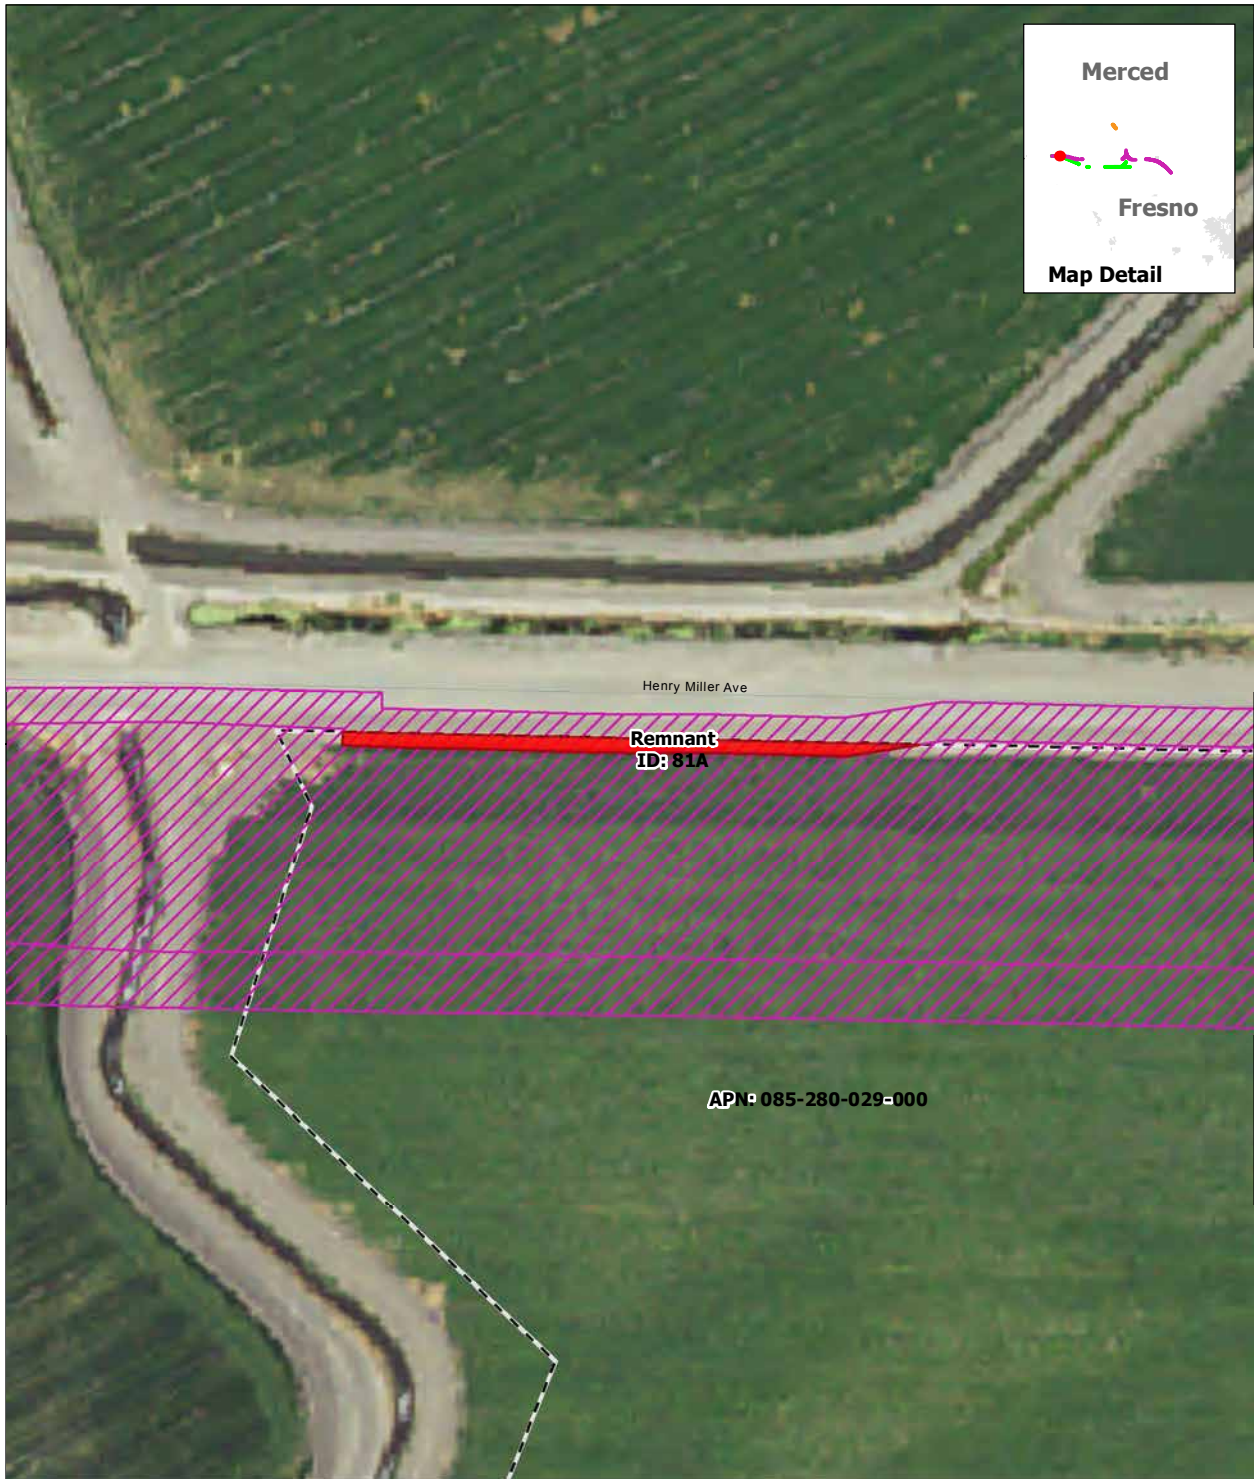 Merced
Fresno
Map Detail
Henry Miller Ave
Remnant
ID: 81A
APN: 085-280-029-000